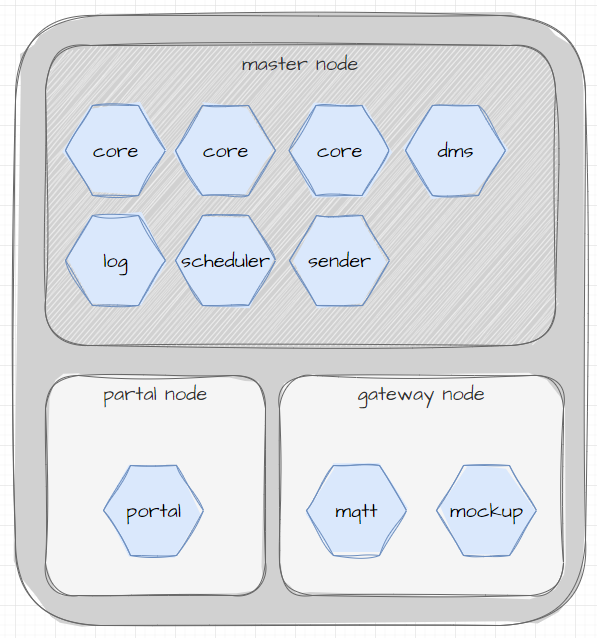 master node
core
core
core
dms
log
scheduler
sender
partal node
gateway node
portal
mqtt
mockup